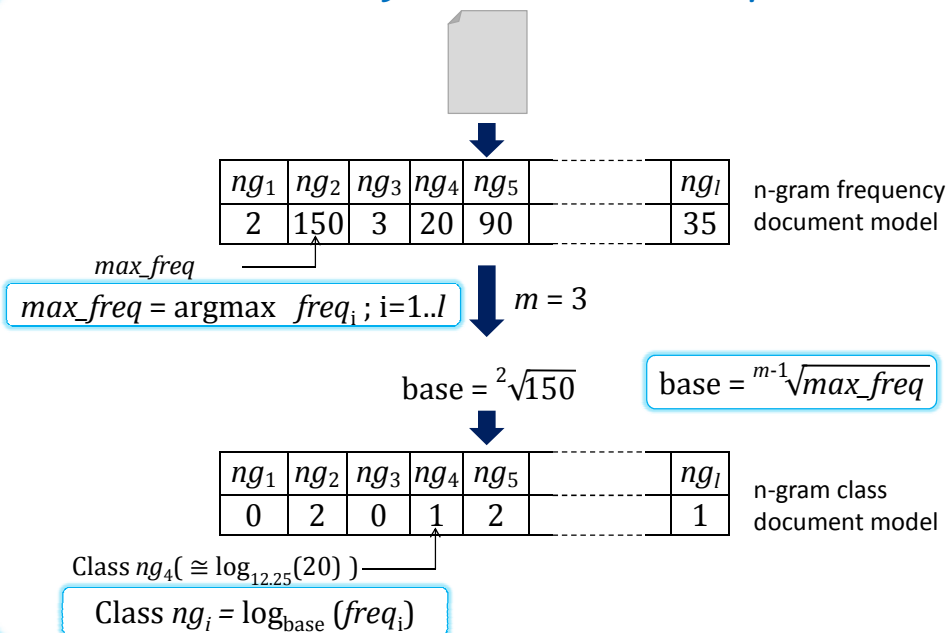 ng1 ng2 ng3 ng4 ng5 ngl
2 150 3 20 90 35
n-gram frequency
document model
max_freq
max_freq = argmax freqi ; i=1..l
m = 3
base = ²√150
base = ᵐ⁻¹√max_freq
ng1 ng2 ng3 ng4 ng5 ngl
0 2 0 1 2 1
n-gram class
document model
Class ng4( ≅ log12.25(20) )
Class ngi = logbase (freqi)